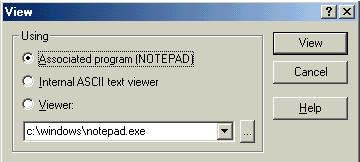 View
Using
Associated program (NOTEPAD)
Internal ASCII text viewer
Viewer:
c:\windows\notepad.exe
...
View
Cancel
Help